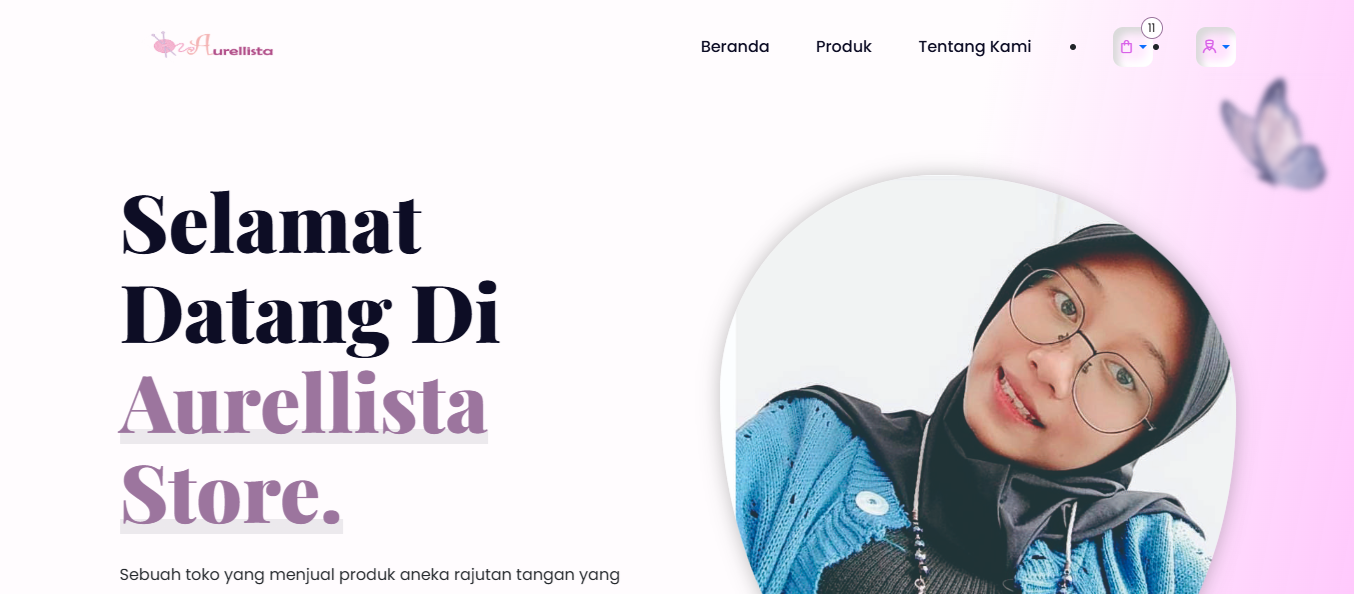 Aurellista
Beranda Produk Tentang Kami 11
Selamat
Datang Di
Aurellista
Store.
Sebuah toko yang menjual produk aneka rajutan tangan yang